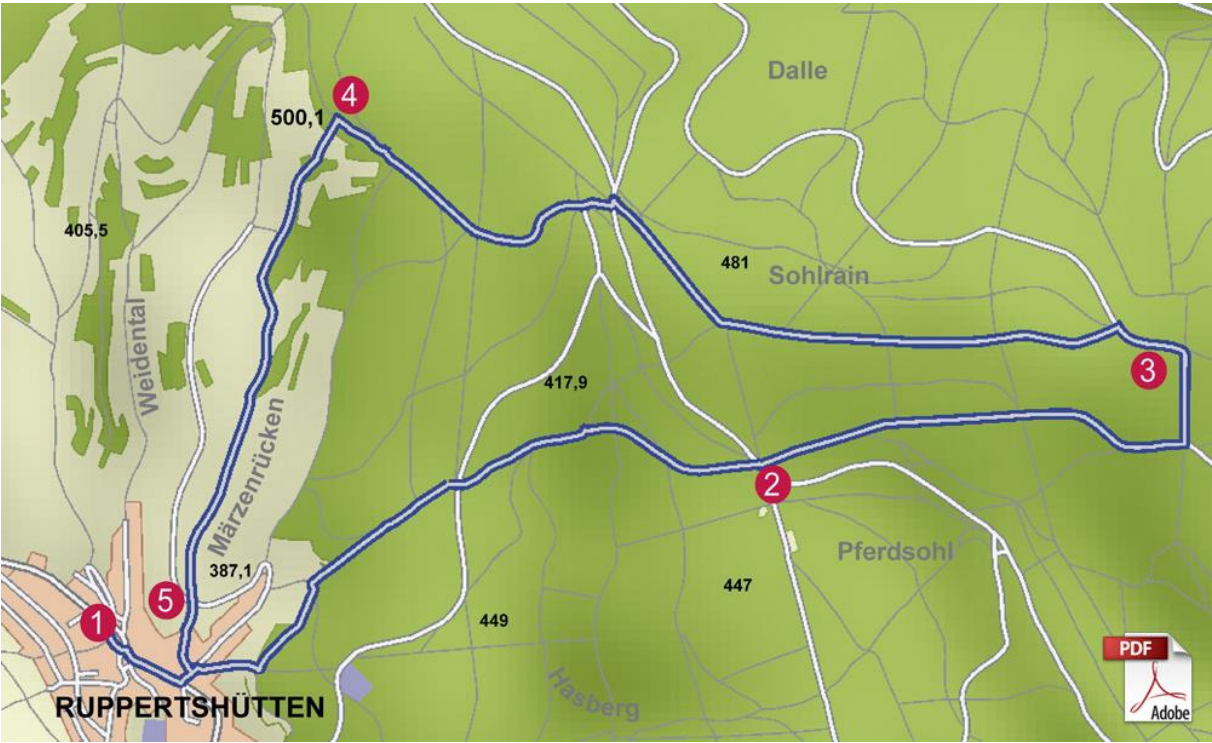 Dalle
4
500,1
405,5
481
Sohlrain
Weidental
3
417,9
Märzenrücken
2
Pferdsohl
387,1
447
5
1
449
Hasberg
PDF
RUPPERTSHÜTTEN
Adobe